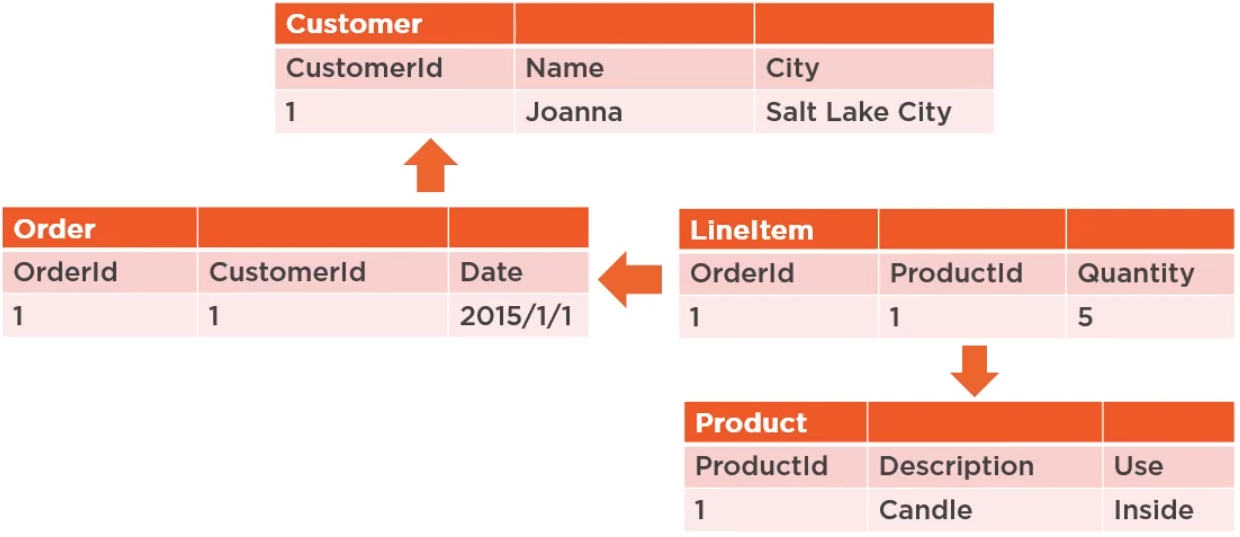 Customer
CustomerId Name City
1 Joanna Salt Lake City
Order
OrderId CustomerId Date
1 1 2015/1/1
LineItem
OrderId ProductId Quantity
1 1 5
Product
ProductId Description Use
1 Candle Inside